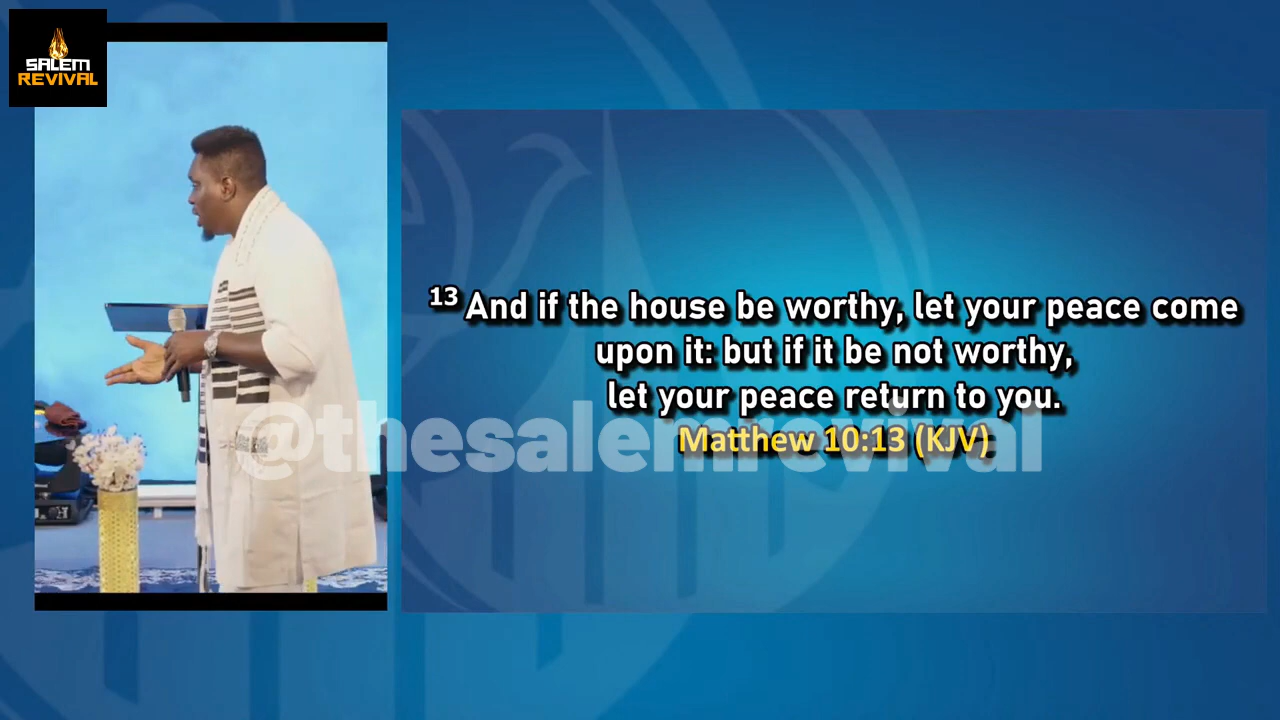 SALEM
REVIVAL
13 And if the house be worthy, let your peace come
upon it: but if it be not worthy,
let your peace return to you.
Matthew 10:13 (KJV)
@thesalemrevival